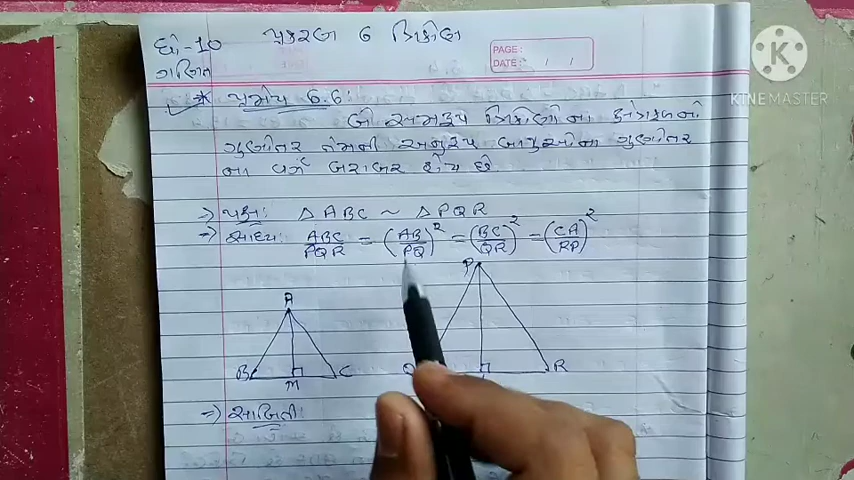 ધો-10 પ્રકરણ 6 ત્રિકોણ
PAGE:
DATE: / /
ગણિત
* પ્રમેય 6.6:
બે સમરૂપ ત્રિકોણોના ક્ષેત્રફળનો
ગુણોત્તર તેમની અનુરૂપ બાજુઓના ગુણોત્તર
ના વર્ગ બરાબર હોય છે.
⇒ પક્ષ: △ ABC ~ △ PQR
⇒ સાધ્ય: ABC/PQR = (AB/PQ)² = (BC/QR)² = (CA/RP)²
P
A
B M C Q R
⇒ સાબિતી:
K
KINEMASTER